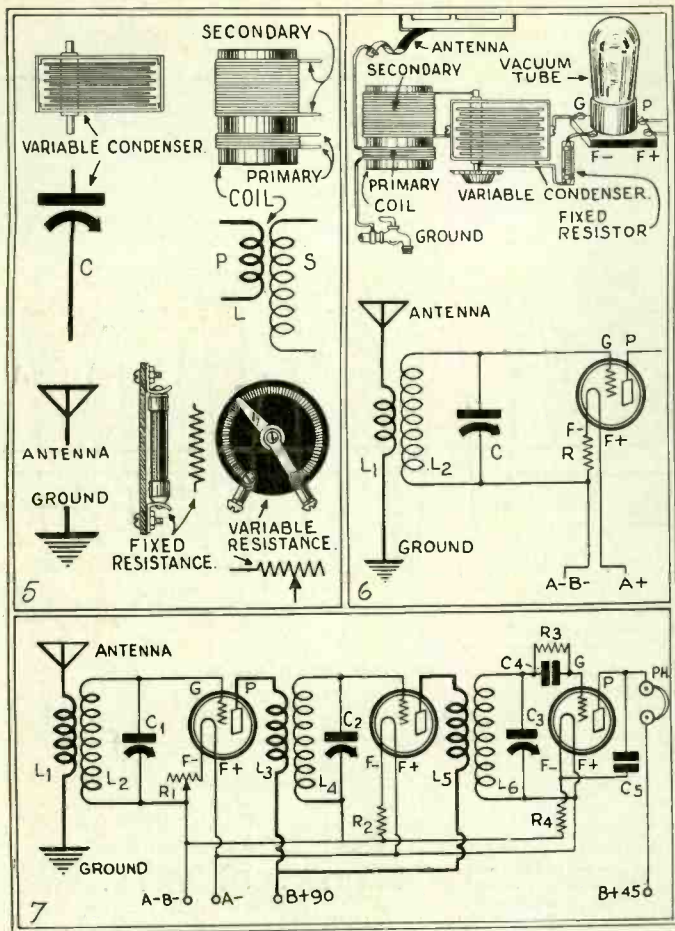 SECONDARY
VARIABLE CONDENSER.
PRIMARY
COIL
C
P
S
L
ANTENNA
GROUND
FIXED
RESISTANCE.
VARIABLE
RESISTANCE.
5
ANTENNA
SECONDARY
VACUUM
TUBE
G
P
F-
F+
PRIMARY
COIL
VARIABLE CONDENSER.
FIXED
RESISTOR
GROUND
ANTENNA
G P
F-
F+
R
L1
L2
C
GROUND
A-B-
A+
6
ANTENNA
R3
C4
G
P
PH.
G
P
C1
C2
C3
L1
L2
F-
F+
L3
L4
F-
F+
L5
L6
F-
F+
C5
R1
R2
R4
GROUND
A-B-
A-
B+90
B+45
7